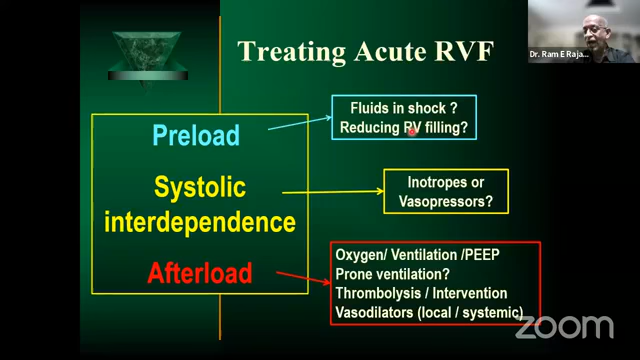 Treating Acute RVF
Dr. Ram E Raja...
Preload
Fluids in shock ?
Reducing RV filling?
Systolic
interdependence
Inotropes or
Vasopressors?
Afterload
Oxygen/ Ventilation /PEEP
Prone ventilation?
Thrombolysis / Intervention
Vasodilators (local / systemic)
zoom